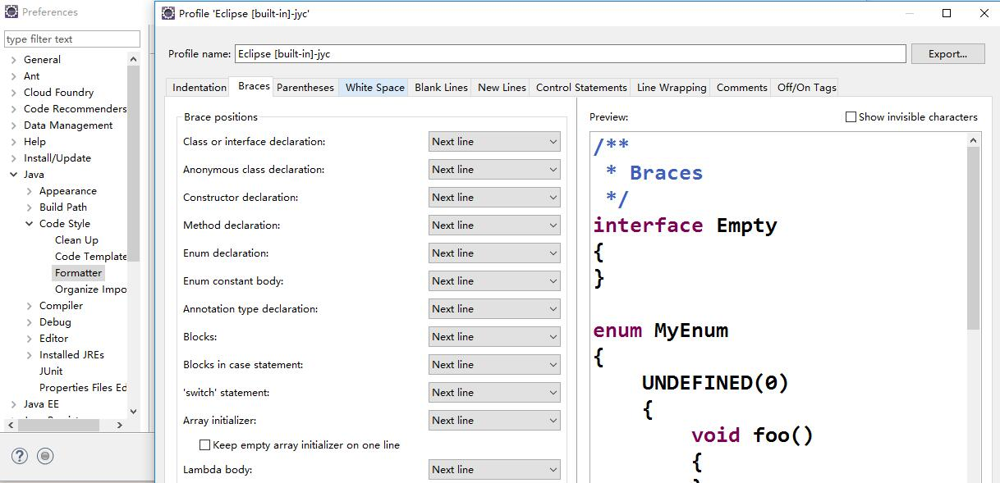 Preferences
type filter text
General
Ant
Cloud Foundry
Code Recommenders
Data Management
Help
Install/Update
Java
Appearance
Build Path
Code Style
Clean Up
Code Template
Formatter
Organize Impo
Compiler
Debug
Editor
Installed JREs
JUnit
Properties Files Ed
Java EE
Profile 'Eclipse [built-in]-jyc'
Profile name: Eclipse [built-in]-jyc Export...
Indentation Braces Parentheses White Space Blank Lines New Lines Control Statements Line Wrapping Comments Off/On Tags
Brace positions
Class or interface declaration: Next line
Anonymous class declaration: Next line
Constructor declaration: Next line
Method declaration: Next line
Enum declaration: Next line
Enum constant body: Next line
Annotation type declaration: Next line
Blocks: Next line
Blocks in case statement: Next line
'switch' statement: Next line
Array initializer: Next line
Keep empty array initializer on one line
Lambda body: Next line
Preview: Show invisible characters
/**
* Braces
*/
interface Empty
{
}
enum MyEnum
{
UNDEFINED(0)
{
void foo()
{